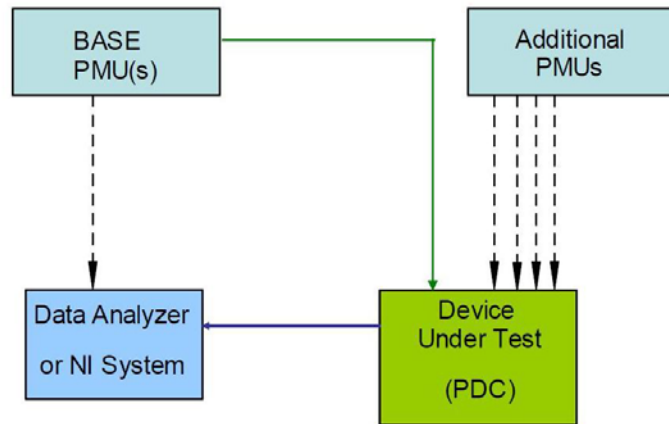 BASE
PMU(s)
Additional
PMUs
Data Analyzer
or NI System
Device
Under Test
(PDC)